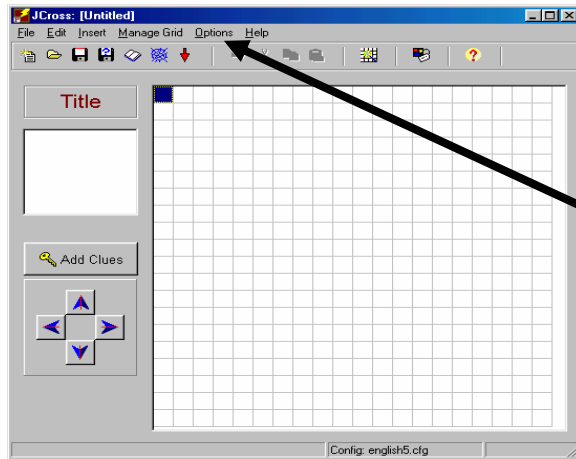 JCross: [Untitled]
File Edit Insert Manage Grid Options Help
Title
Add Clues
Config: english5.cfg